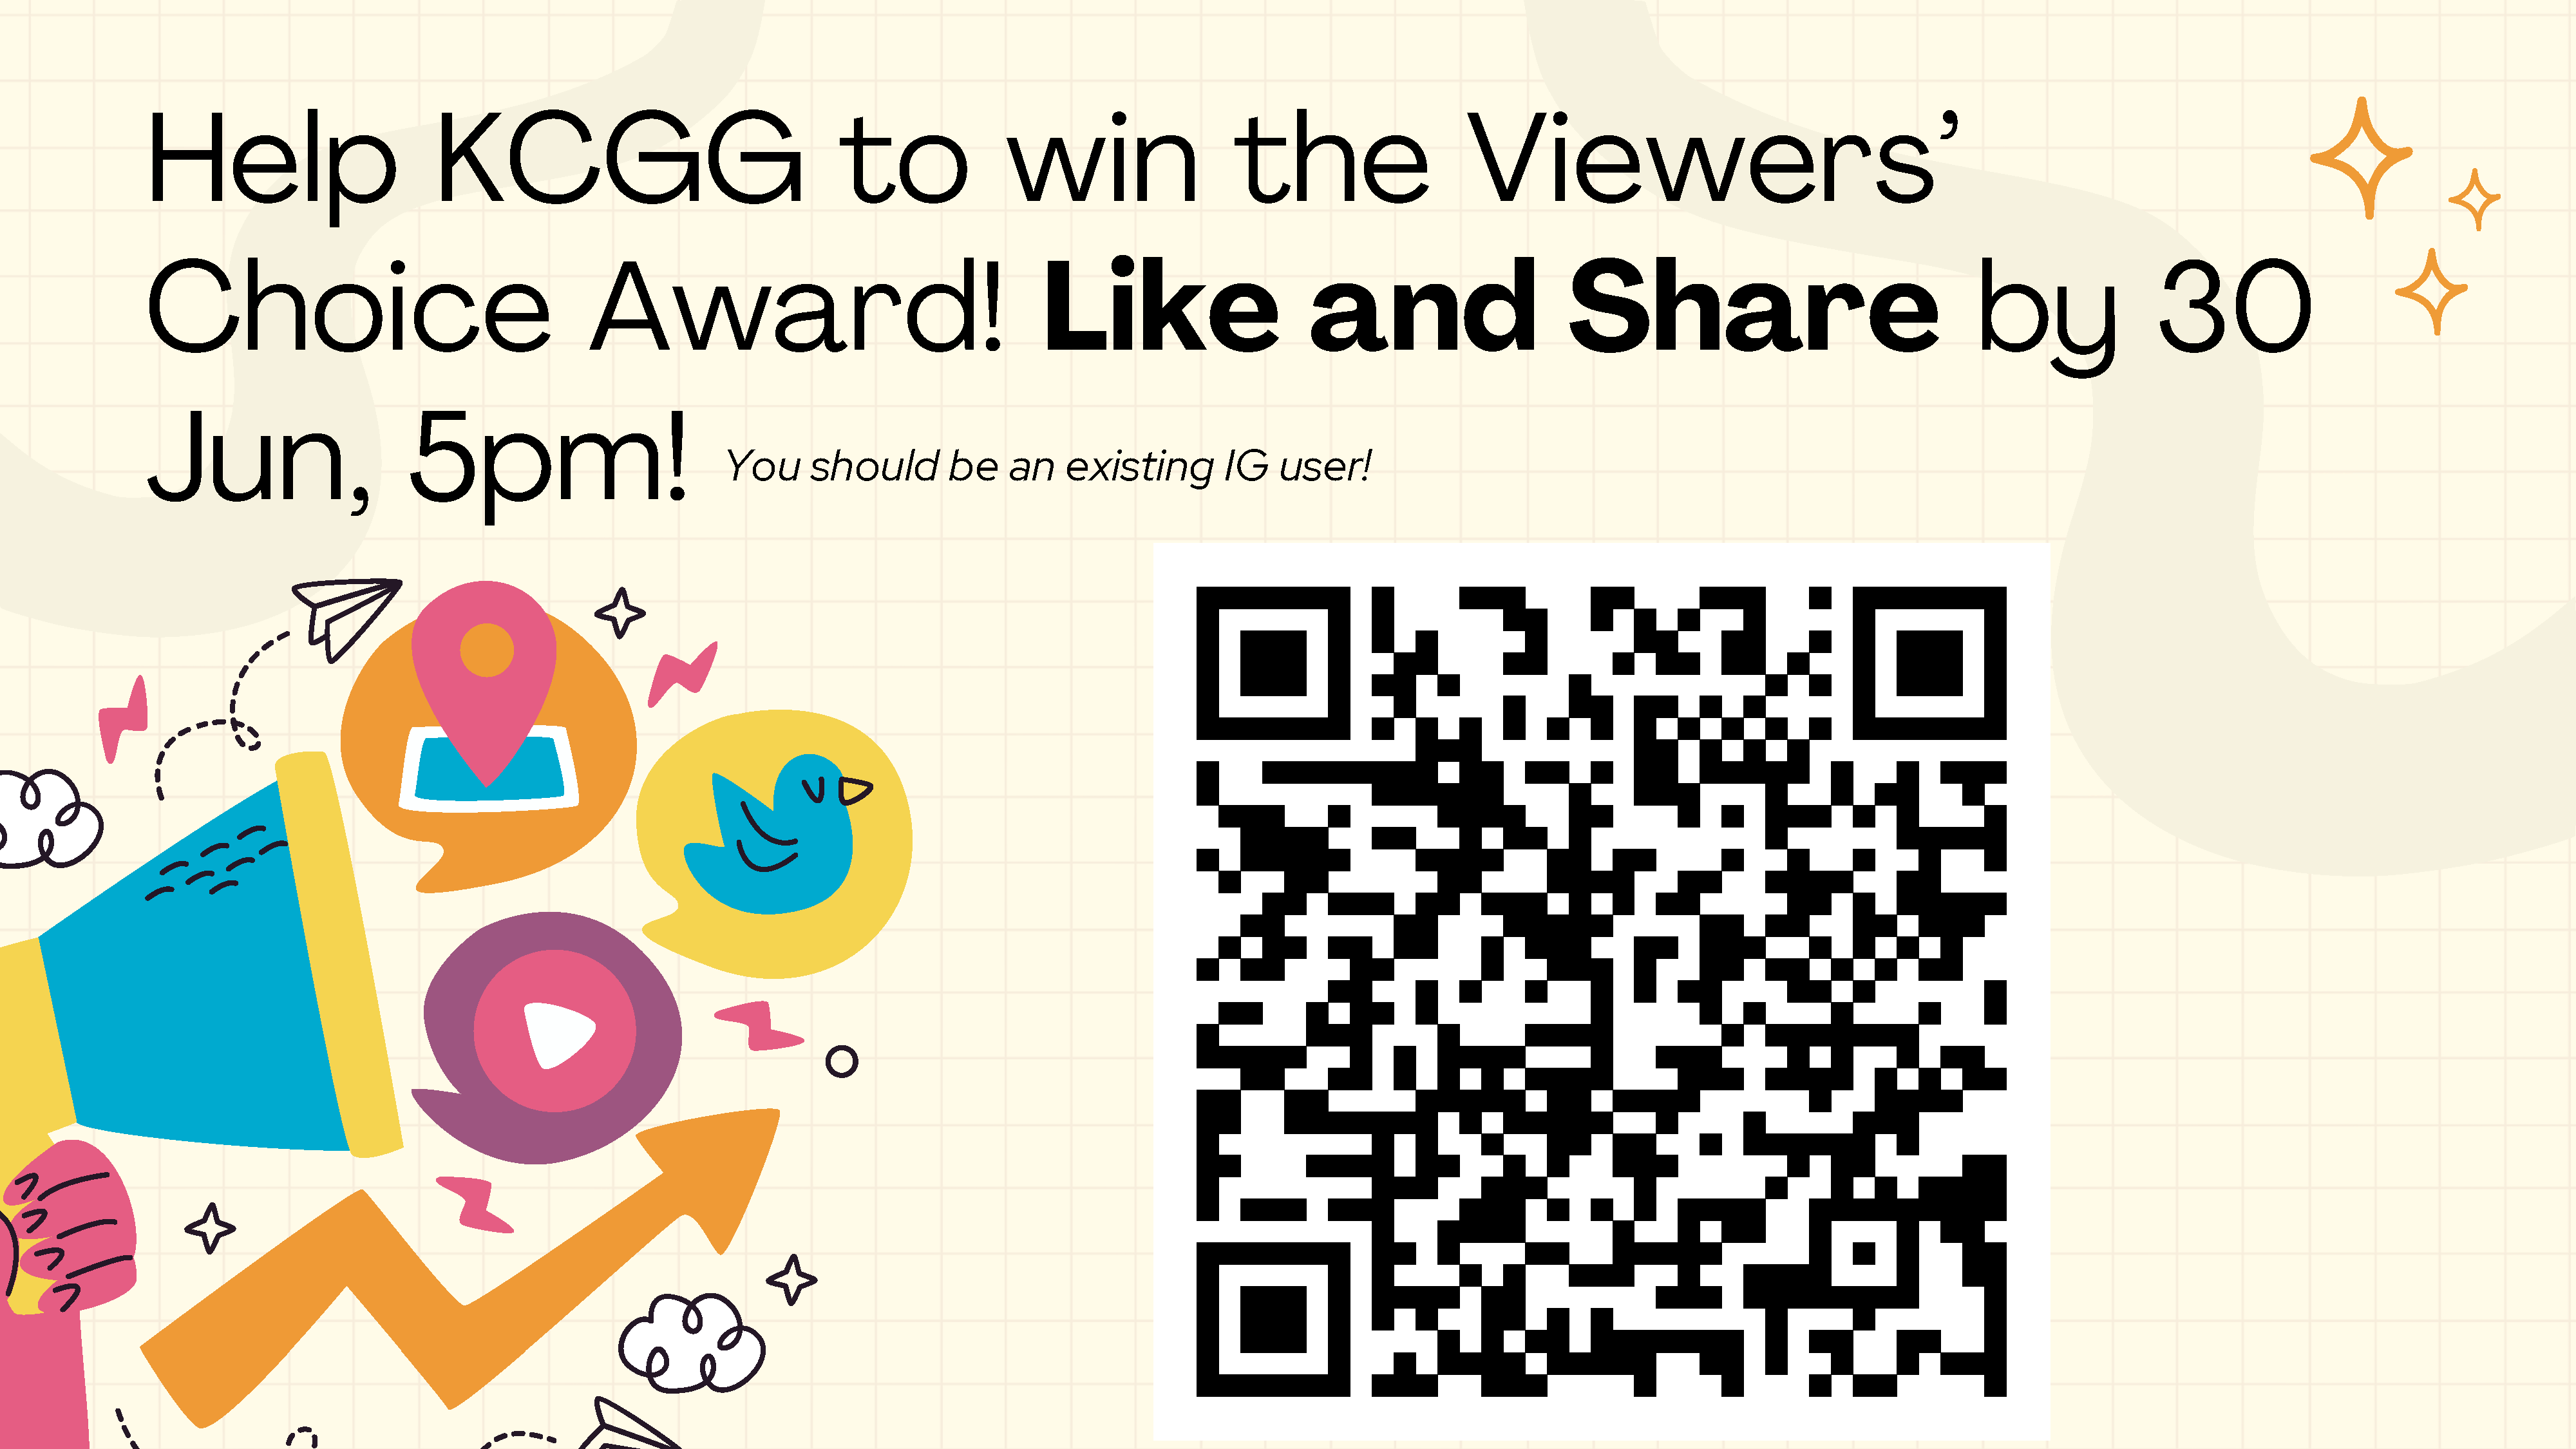 Help KCGG to win the Viewers’
Choice Award! Like and Share by 30
Jun, 5pm! You should be an existing IG user!